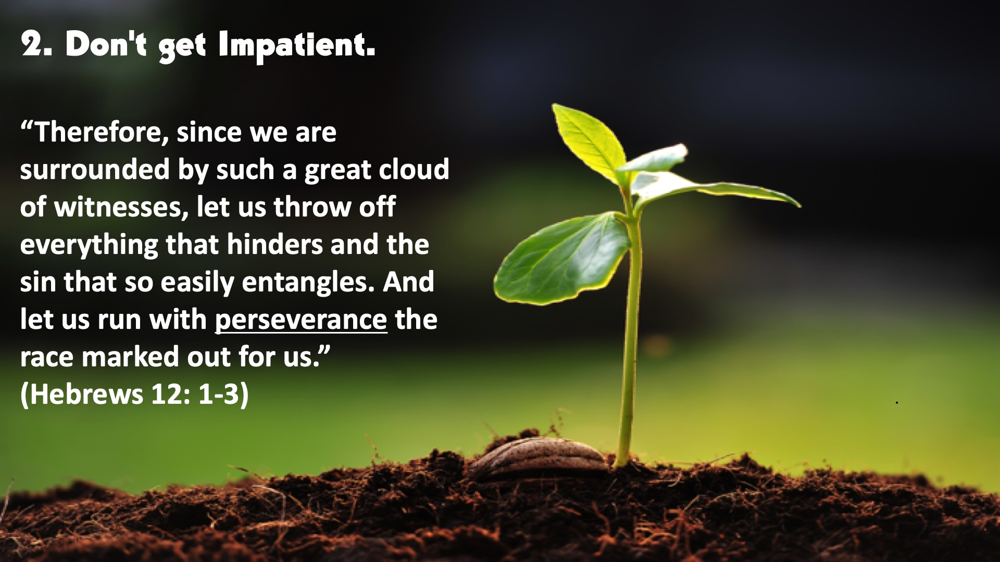 2. Don't get Impatient.
“Therefore, since we are
surrounded by such a great cloud
of witnesses, let us throw off
everything that hinders and the
sin that so easily entangles. And
let us run with perseverance the
race marked out for us.”
(Hebrews 12: 1-3)
.